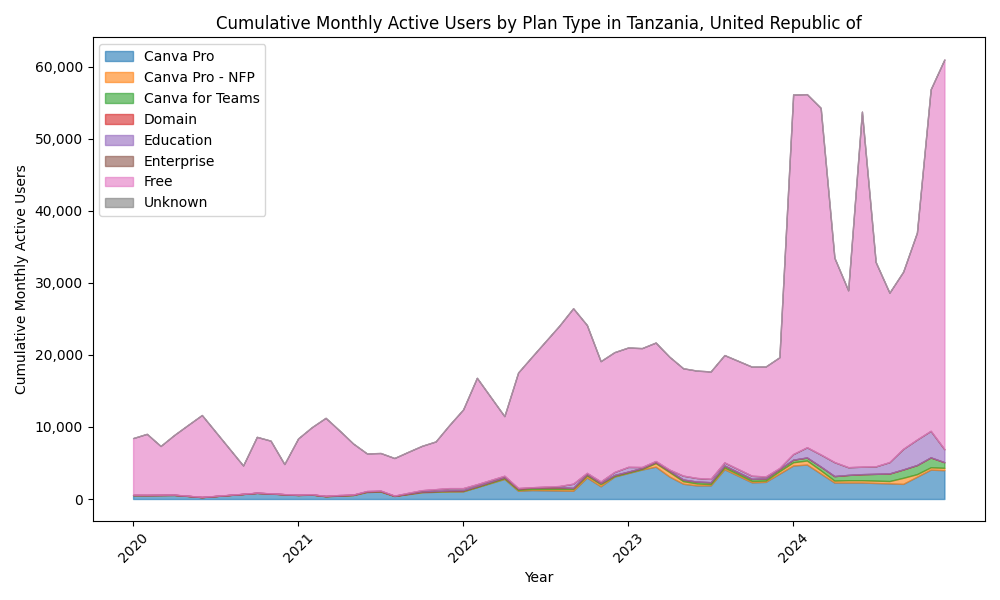 Cumulative Monthly Active Users by Plan Type in Tanzania, United Republic of
Canva Pro
Canva Pro - NFP
Canva for Teams
Domain
Education
Enterprise
Free
Unknown
Cumulative Monthly Active Users
60,000
50,000
40,000
30,000
20,000
10,000
0
2020
2021
2022
2023
2024
Year